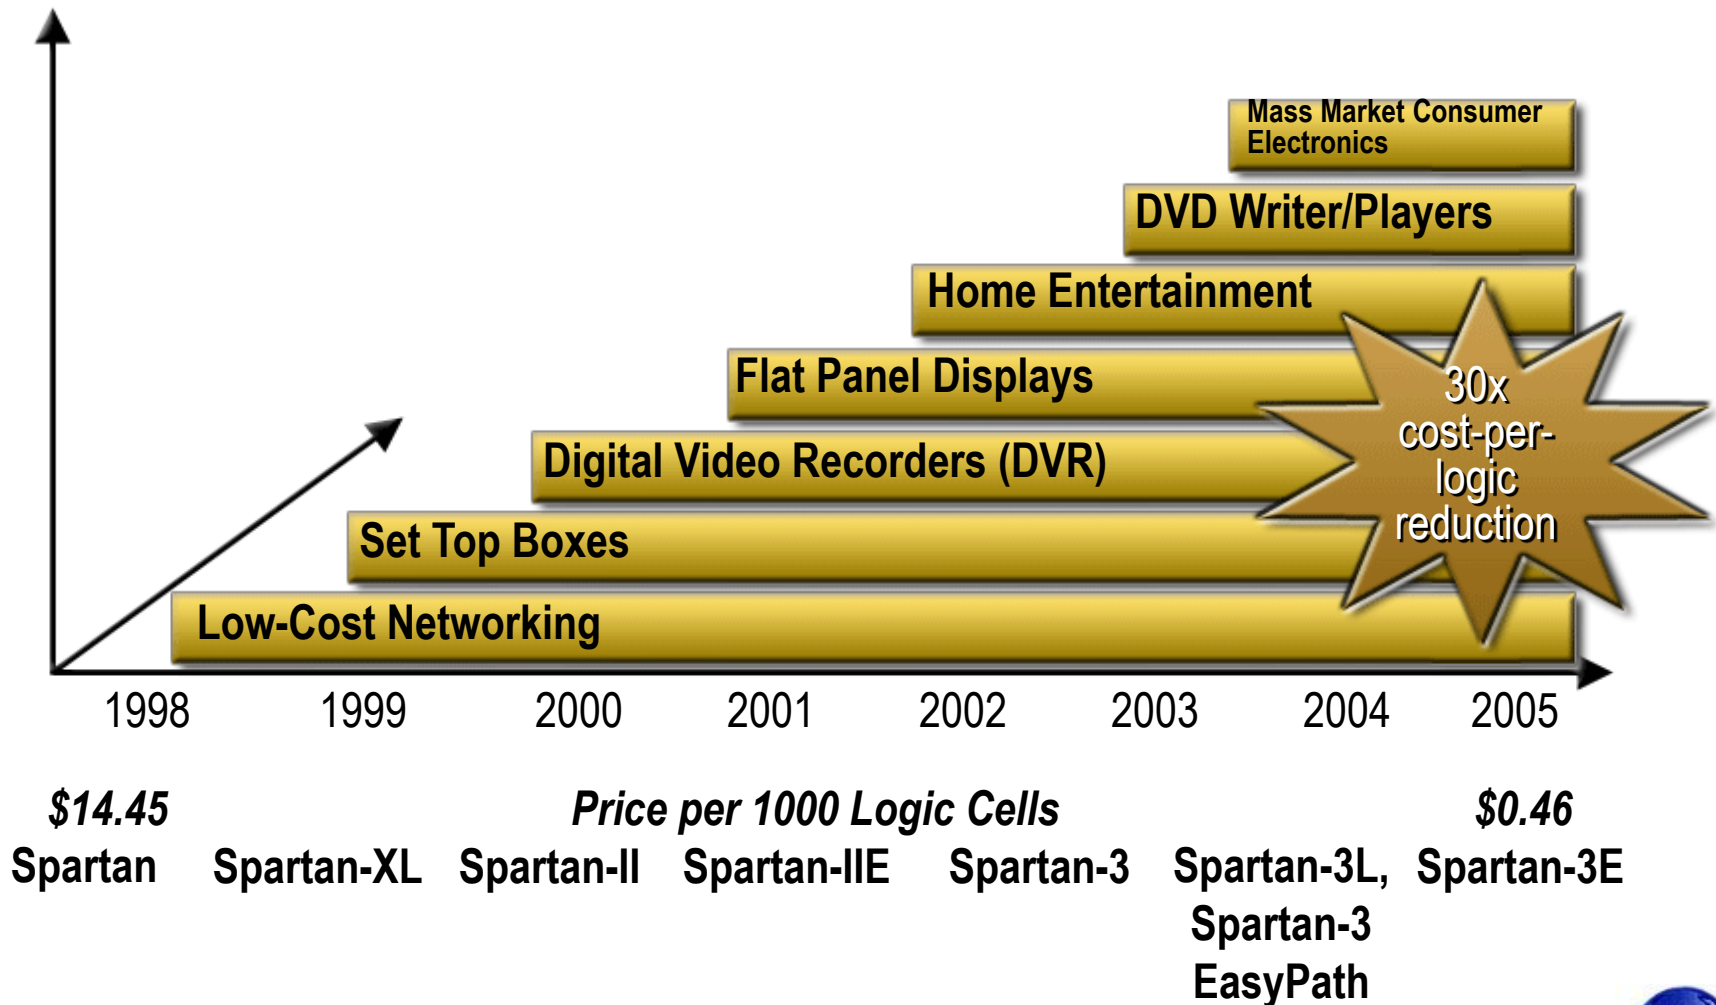 Mass Market Consumer
Electronics
DVD Writer/Players
Home Entertainment
Flat Panel Displays
Digital Video Recorders (DVR)
Set Top Boxes
Low-Cost Networking
30x
cost-per-
logic
reduction
1998 1999 2000 2001 2002 2003 2004 2005
$14.45 Price per 1000 Logic Cells $0.46
Spartan Spartan-XL Spartan-II Spartan-IIE Spartan-3 Spartan-3L, Spartan-3E
Spartan-3
EasyPath